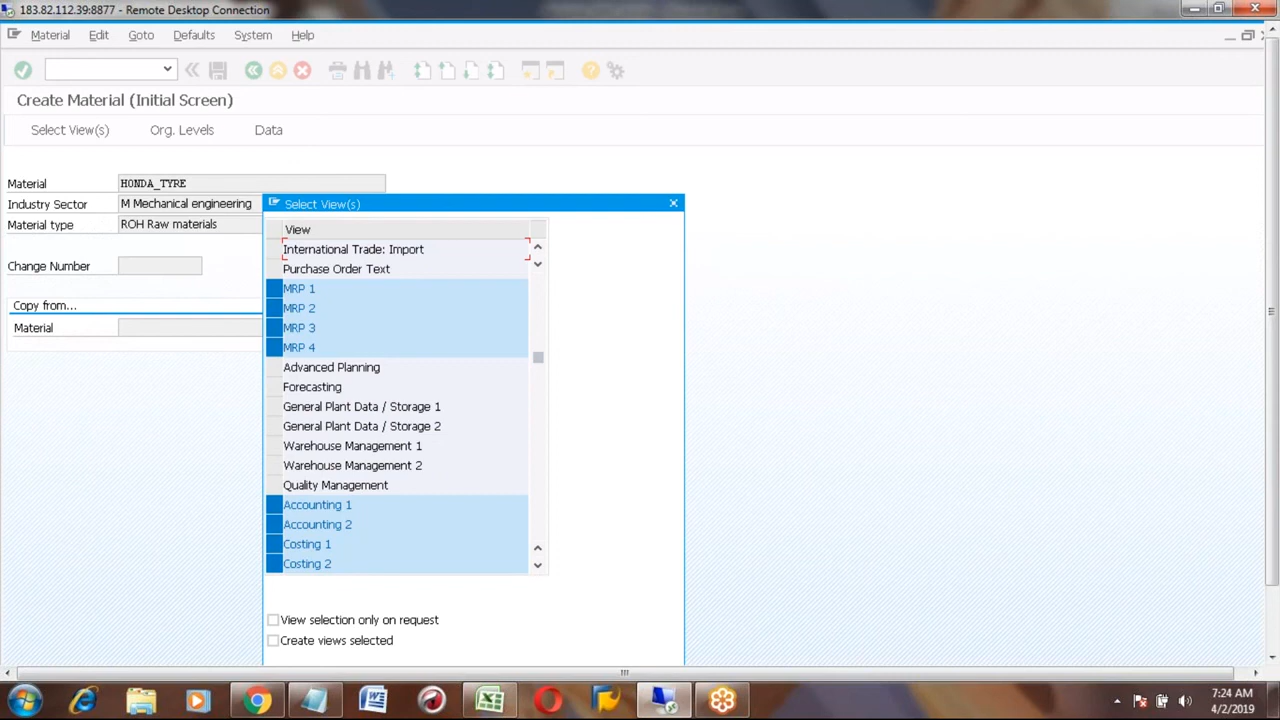 183.82.112.39:8877 - Remote Desktop Connection
Material Edit Goto Defaults System Help
Create Material (Initial Screen)
Select View(s) Org. Levels Data
Material HONDA_TYRE
Industry Sector M Mechanical engineering
Material type ROH Raw materials
Change Number
Copy from...
Material
Select View(s)
View
International Trade: Import
Purchase Order Text
MRP 1
MRP 2
MRP 3
MRP 4
Advanced Planning
Forecasting
General Plant Data / Storage 1
General Plant Data / Storage 2
Warehouse Management 1
Warehouse Management 2
Quality Management
Accounting 1
Accounting 2
Costing 1
Costing 2
View selection only on request
Create views selected
7:24 AM
4/2/2019